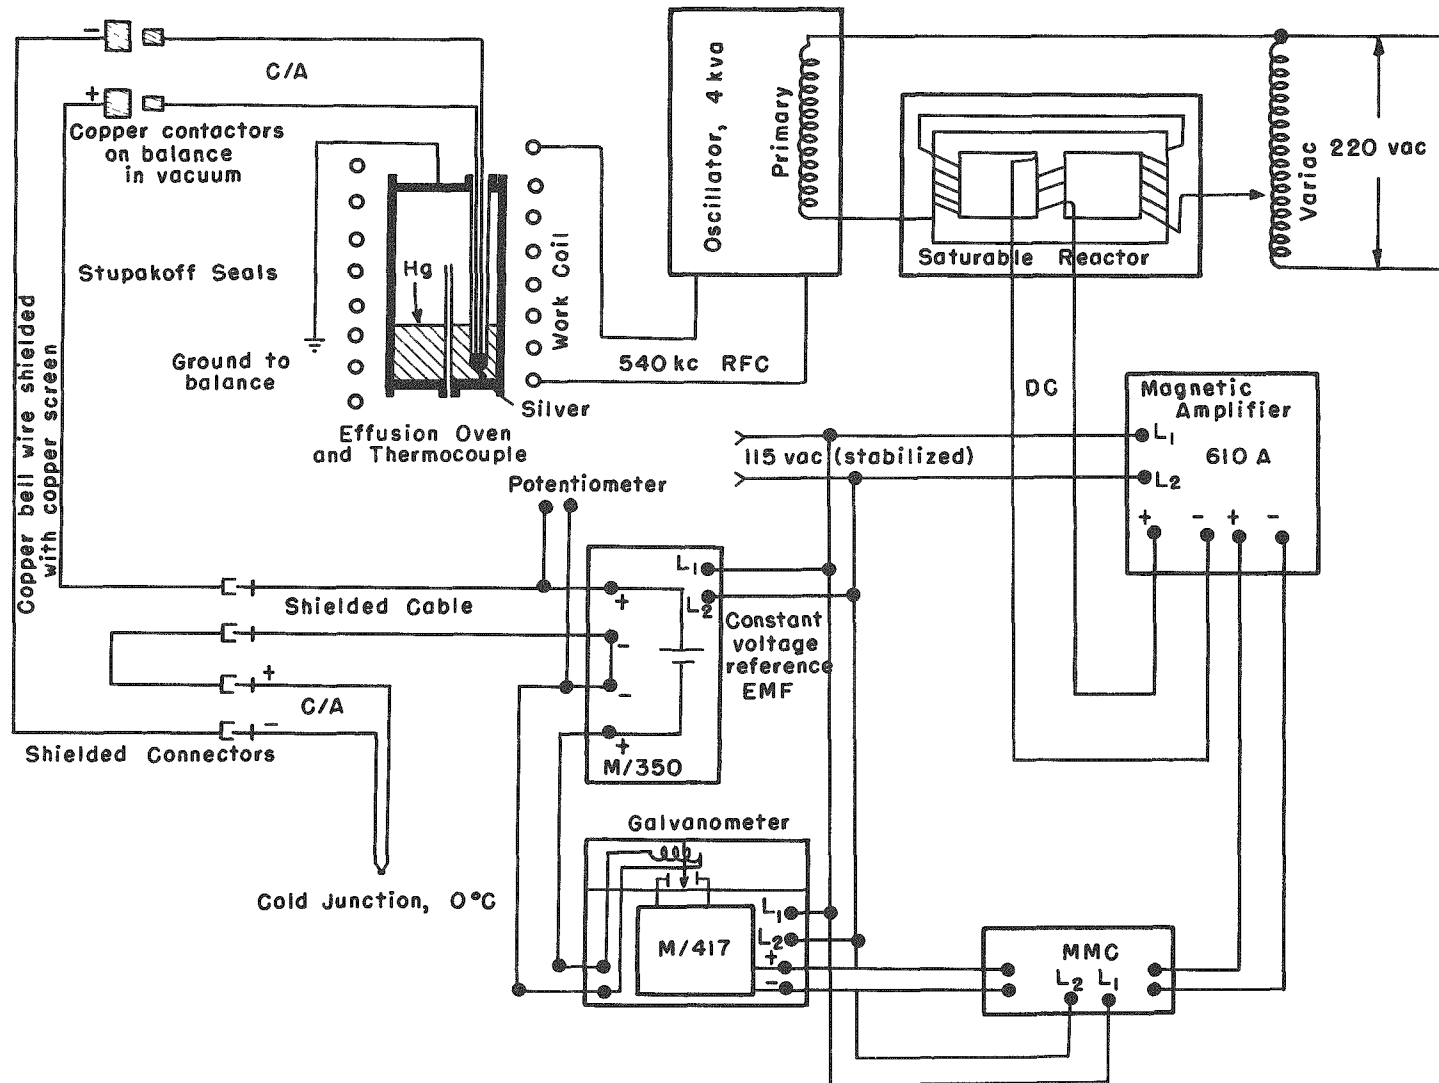 −
C/A
+
Copper contactors
on balance
in vacuum
Stupakoff Seals
Ground to
balance
Copper bell wire shielded
with copper screen
Hg
Work Coil
Silver
Effusion Oven
and Thermocouple
Oscillator, 4 kva
Primary
540 kc RFC
Saturable Reactor
Variac
220 vac
DC
Magnetic
Amplifier
610 A
L1
L2
+ - + -
115 vac (stabilized)
Potentiometer
L1
L2
+
-
-
+
M/350
Constant
voltage
reference
EMF
Shielded Cable
+
C/A
-
Shielded Connectors
Cold Junction, 0°C
Galvanometer
M/417
L1
L2
+
-
MMC
L2 L1